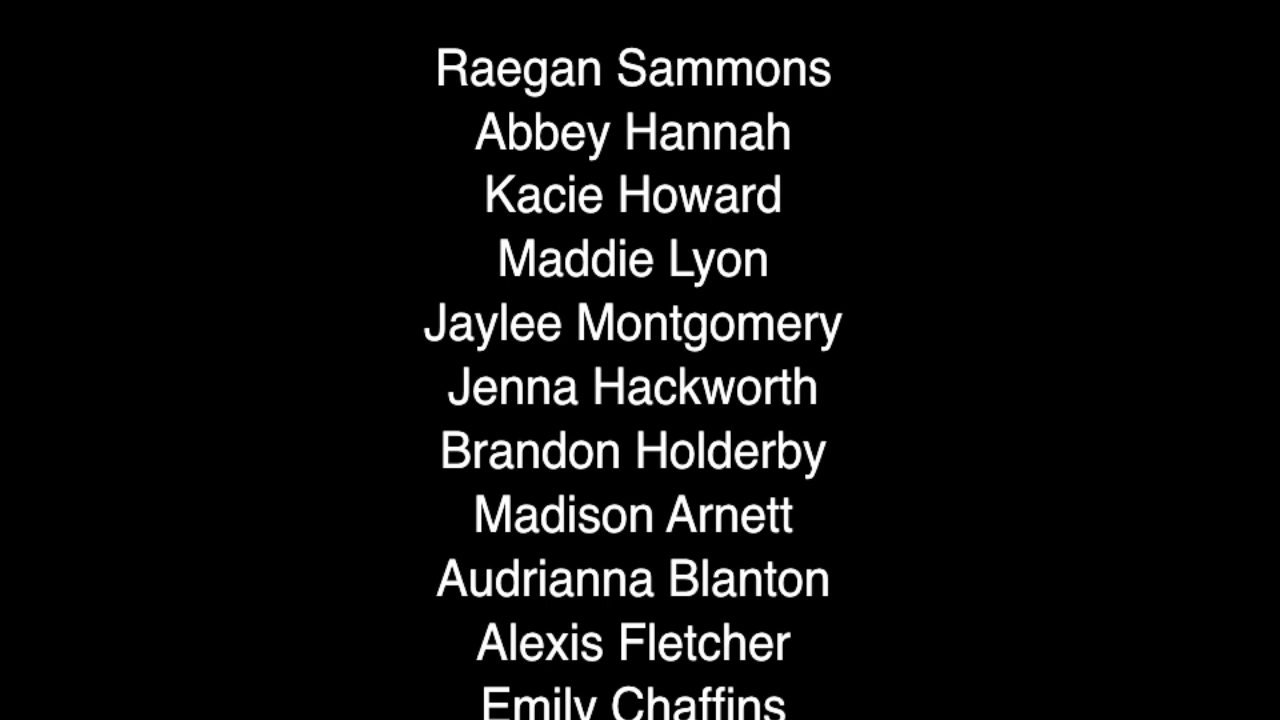 Raegan Sammons
Abbey Hannah
Kacie Howard
Maddie Lyon
Jaylee Montgomery
Jenna Hackworth
Brandon Holderby
Madison Arnett
Audrianna Blanton
Alexis Fletcher
Emily Chaffins